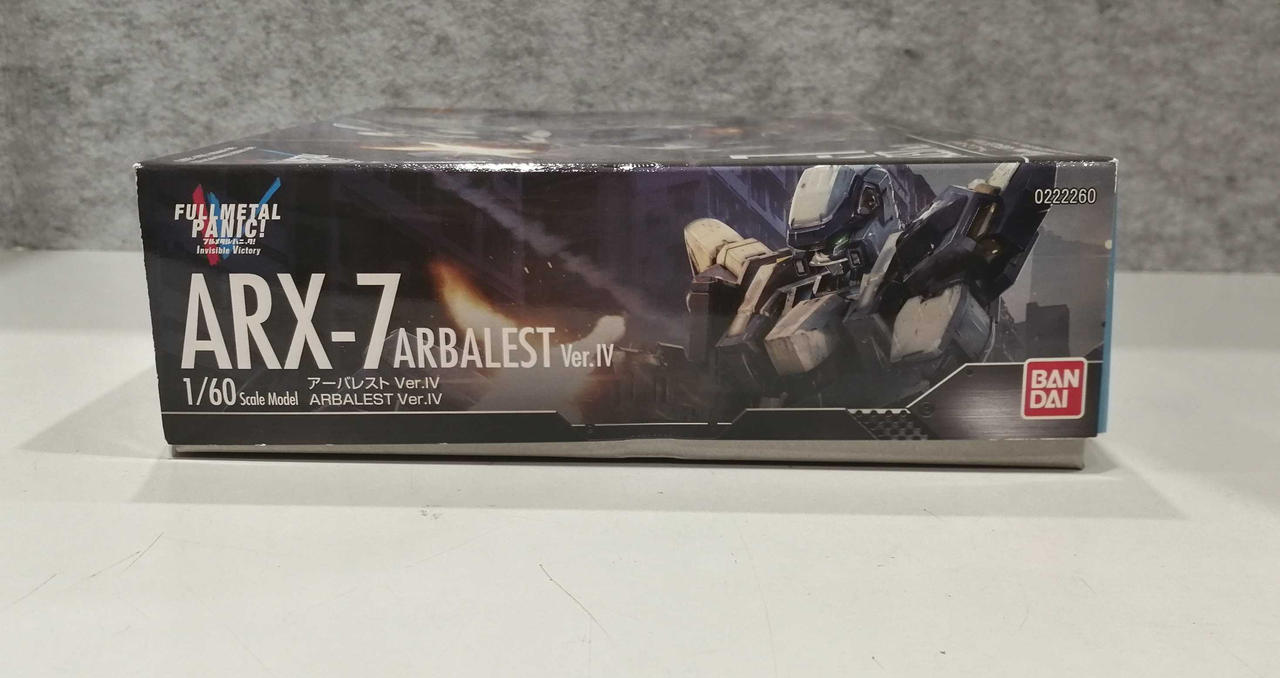 FULLMETAL
PANIC!
フルメタル・パニック!
Invisible Victory
ARX-7 ARBALEST Ver.IV
1/60 Scale Model
アーバレスト Ver.IV
ARBALEST Ver.IV
0222260
BAN
DAI